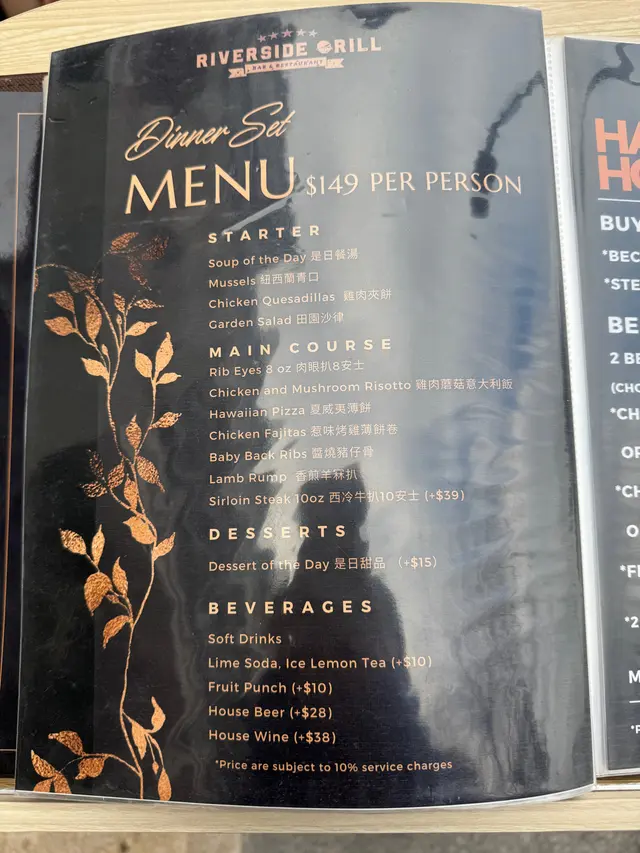 RIVERSIDE GRILL
BAR & RESTAURANT
Dinner Set
MENU $149 PER PERSON
STARTER
Soup of the Day 是日餐湯
Mussels 紐西蘭青口
Chicken Quesadillas 雞肉夾餅
Garden Salad 田園沙律
MAIN COURSE
Rib Eyes 8 oz 肉眼扒8安士
Chicken and Mushroom Risotto 雞肉蘑菇意大利飯
Hawaiian Pizza 夏威夷薄餅
Chicken Fajitas 惹味烤雞薄餅卷
Baby Back Ribs 醬燒豬仔骨
Lamb Rump 香煎羊冧扒
Sirloin Steak 10oz 西冷牛扒10安士 (+$39)
DESSERTS
Dessert of the Day 是日甜品 (+$15)
BEVERAGES
Soft Drinks
Lime Soda, Ice Lemon Tea (+$10)
Fruit Punch (+$10)
House Beer (+$28)
House Wine (+$38)
*Price are subject to 10% service charges
HA
HO
BUY
*BEC
*STE
BE
2 BE
(CHO
*CH
OR
*CH
O
*FI
*2
M